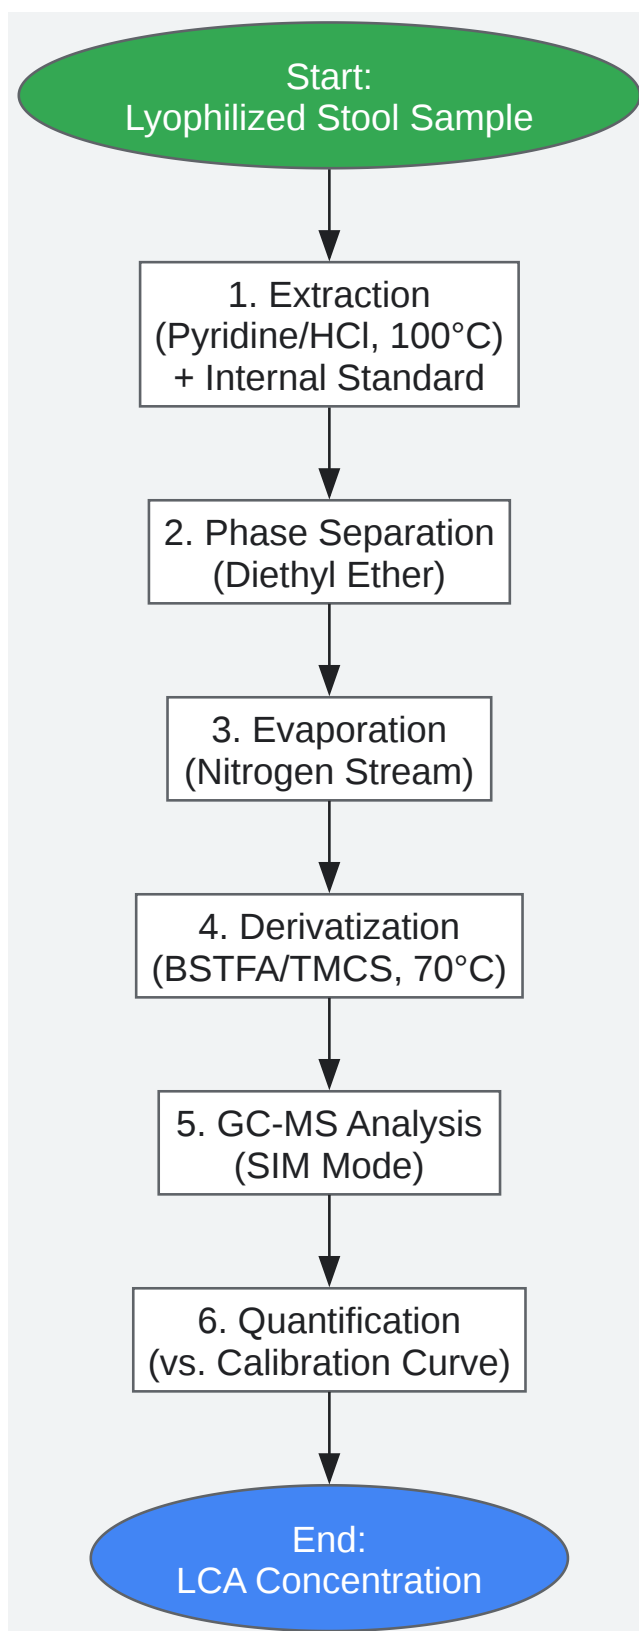 Start:
Lyophilized Stool Sample
1. Extraction
(Pyridine/HCl, 100°C)
+ Internal Standard
2. Phase Separation
(Diethyl Ether)
3. Evaporation
(Nitrogen Stream)
4. Derivatization
(BSTFA/TMCS, 70°C)
5. GC-MS Analysis
(SIM Mode)
6. Quantification
(vs. Calibration Curve)
End:
LCA Concentration